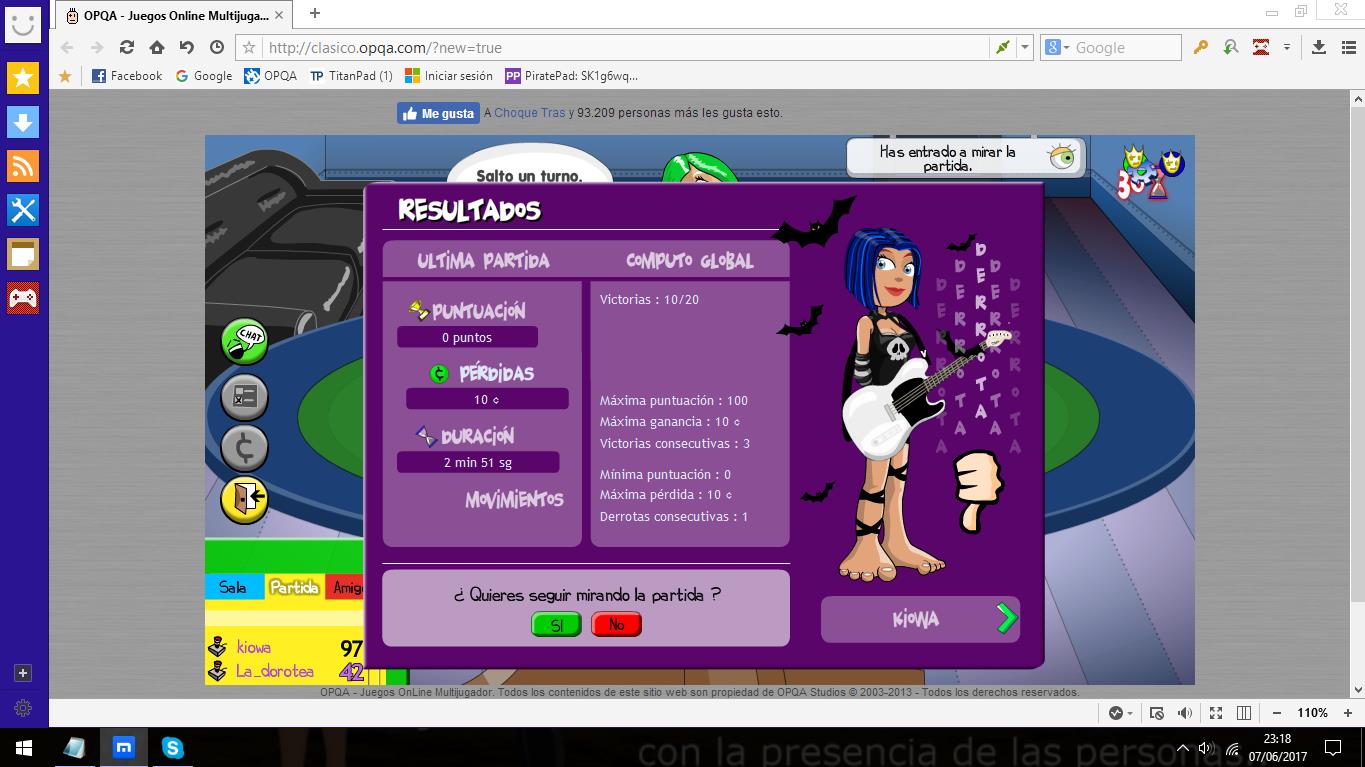 OPQA - Juegos Online Multijuga...
http://clasico.opqa.com/?new=true
Google
Facebook
Google
OPQA
TP TitanPad (1)
Iniciar sesión
PP PiratePad: SK1g6wq...
Me gusta
A Choque Tras y 93.209 personas más les gusta esto.
Salto un turno.
Has entrado a mirar la
partida.
RESULTADOS
ULTIMA PARTIDA
COMPUTO GLOBAL
PUNTUACIÓN
0 puntos
PÉRDIDAS
10 ¢
DURACIÓN
2 min 51 sg
MOVIMIENTOS
Victorias : 10/20
Máxima puntuación : 100
Máxima ganancia : 10 ¢
Victorias consecutivas : 3
Mínima puntuación : 0
Máxima pérdida : 10 ¢
Derrotas consecutivas : 1
DERROTA
DERROTA
DERROTA
DERROTA
DERROTA
CHAT
¿ Quieres seguir mirando la partida ?
SI
No
KIOWA
Sala
Partida
Amig
kiowa 97
La_dorotea 42
OPQA - Juegos OnLine Multijugador. Todos los contenidos de este sitio web son propiedad de OPQA Studios © 2003-2013 - Todos los derechos reservados.
110%
con la presencia de las personas
23:18
07/06/2017